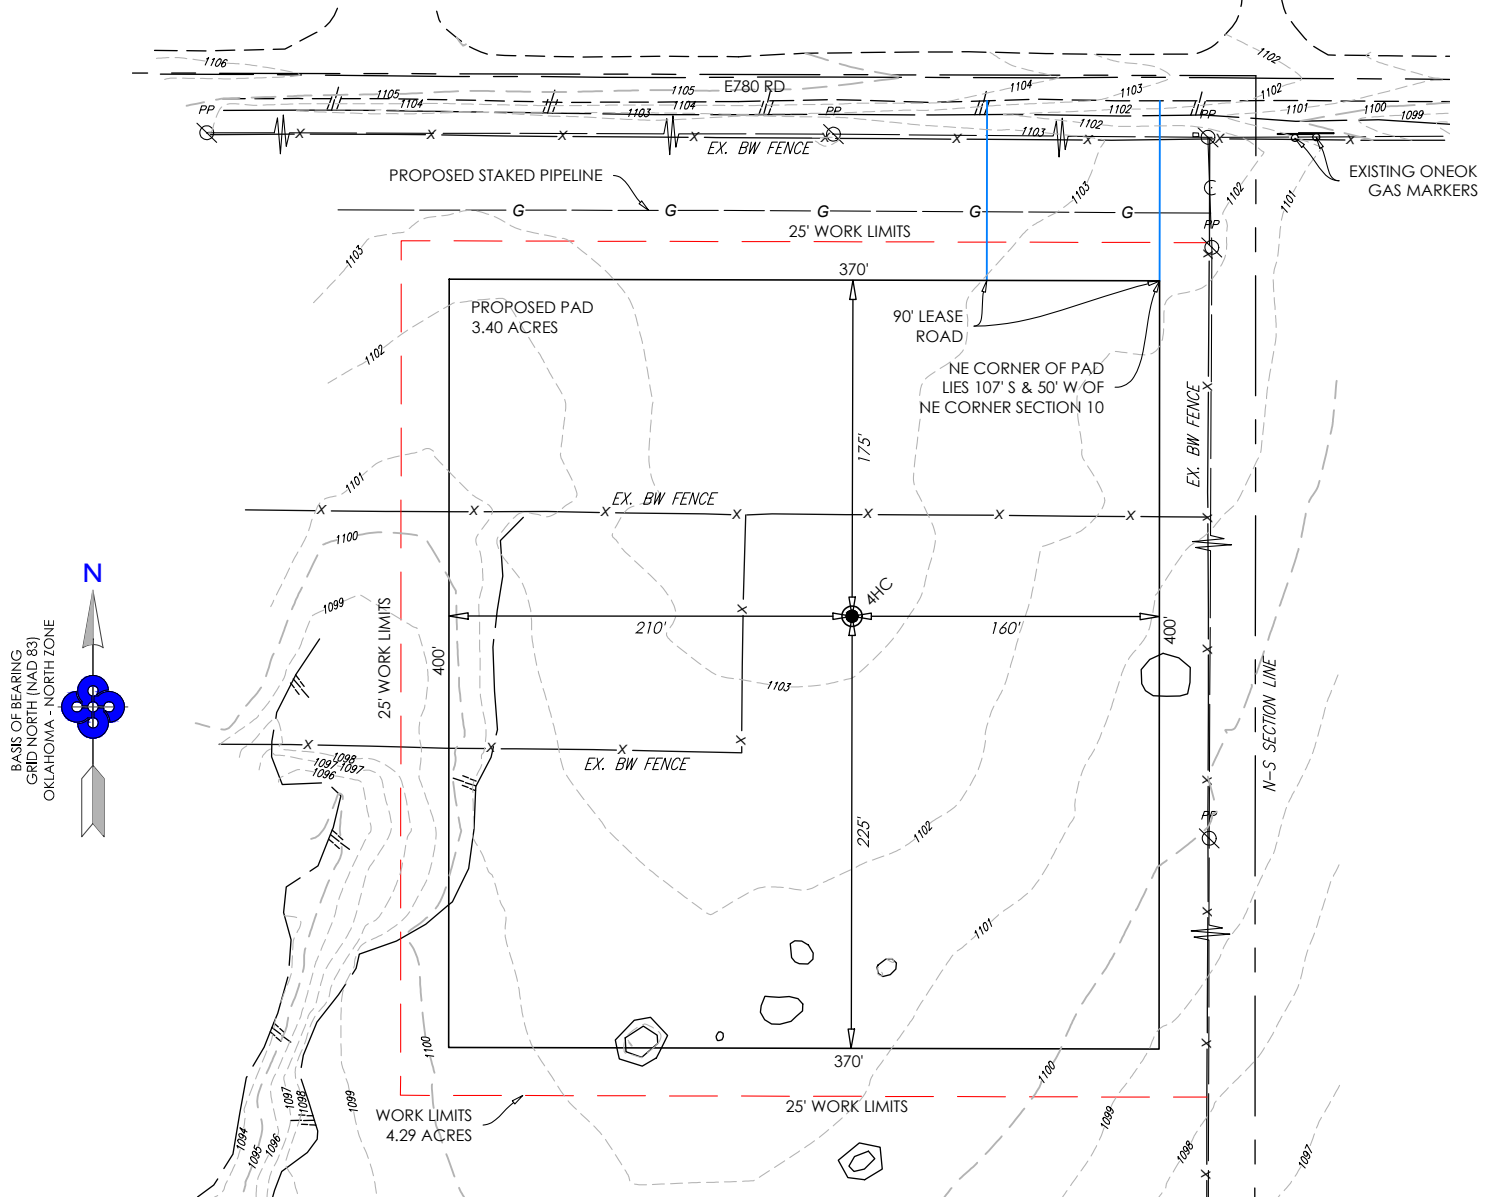 1102
1106
E780 RD
1105
1105
1104
1103
1102
1104
1104
1103
1102
1101
1100
1099
PP
PP
PP
1103
1102
EX. BW FENCE
PROPOSED STAKED PIPELINE
EXISTING ONEOK
GAS MARKERS
1103
1102
1101
G G G G G
PP
25' WORK LIMITS
1103
370'
PROPOSED PAD
3.40 ACRES
90' LEASE
ROAD
1102
NE CORNER OF PAD
LIES 107' S & 50' W OF
NE CORNER SECTION 10
EX. BW FENCE
175'
1101
EX. BW FENCE
1100
N
4HC
1099
25' WORK LIMITS
210'
160'
400'
400'
BASIS OF BEARING
GRID NORTH (NAD 83)
OKLAHOMA - NORTH ZONE
1103
N-S SECTION LINE
1098
1097
1097
1096
EX. BW FENCE
PP
225'
1102
1101
1100
370'
1100
1097
1098
1099
25' WORK LIMITS
WORK LIMITS
4.29 ACRES
1099
1094
1095
1096
1098
1097